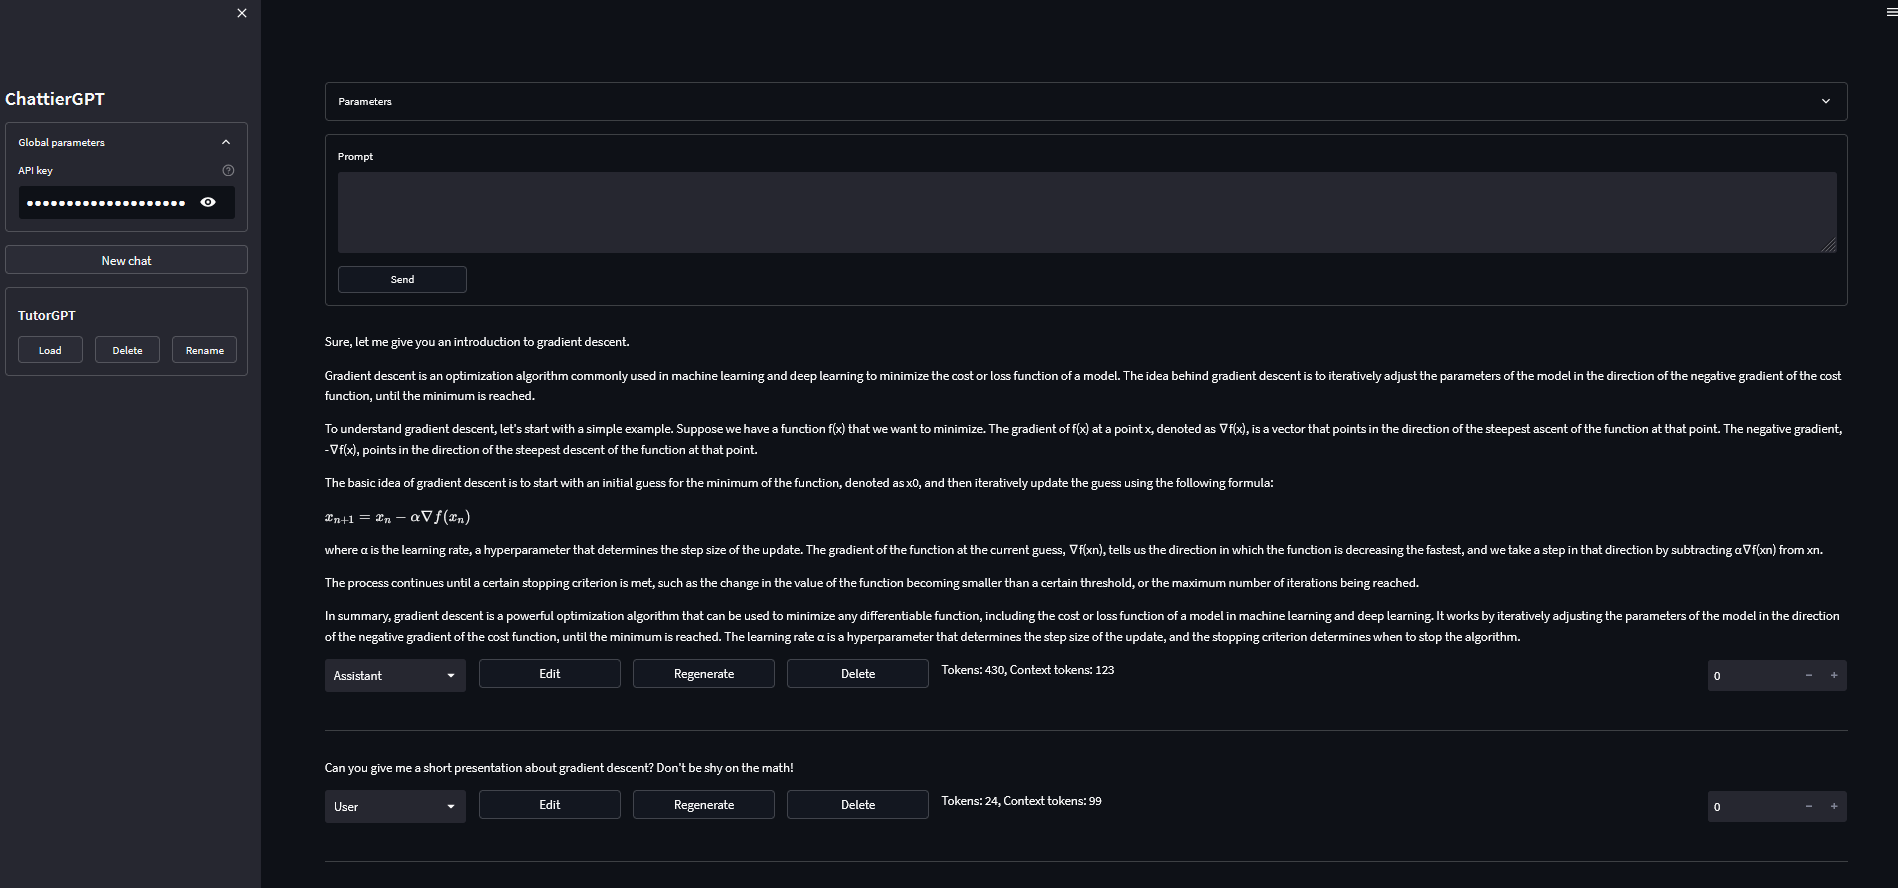 ChattierGPT
Global parameters
API key
New chat
TutorGPT
Load Delete Rename
Parameters
Prompt
Send
Sure, let me give you an introduction to gradient descent.
Gradient descent is an optimization algorithm commonly used in machine learning and deep learning to minimize the cost or loss function of a model. The idea behind gradient descent is to iteratively adjust the parameters of the model in the direction of the negative gradient of the cost
function, until the minimum is reached.
To understand gradient descent, let's start with a simple example. Suppose we have a function f(x) that we want to minimize. The gradient of f(x) at a point x, denoted as ∇f(x), is a vector that points in the direction of the steepest ascent of the function at that point. The negative gradient,
-∇f(x), points in the direction of the steepest descent of the function at that point.
The basic idea of gradient descent is to start with an initial guess for the minimum of the function, denoted as x0, and then iteratively update the guess using the following formula:
xₙ₊₁ = xₙ − α∇f(xₙ)
where α is the learning rate, a hyperparameter that determines the step size of the update. The gradient of the function at the current guess, ∇f(xn), tells us the direction in which the function is decreasing the fastest, and we take a step in that direction by subtracting α∇f(xn) from xn.
The process continues until a certain stopping criterion is met, such as the change in the value of the function becoming smaller than a certain threshold, or the maximum number of iterations being reached.
In summary, gradient descent is a powerful optimization algorithm that can be used to minimize any differentiable function, including the cost or loss function of a model in machine learning and deep learning. It works by iteratively adjusting the parameters of the model in the direction
of the negative gradient of the cost function, until the minimum is reached. The learning rate α is a hyperparameter that determines the step size of the update, and the stopping criterion determines when to stop the algorithm.
Assistant Edit Regenerate Delete Tokens: 430, Context tokens: 123 0 − +
Can you give me a short presentation about gradient descent? Don't be shy on the math!
User Edit Regenerate Delete Tokens: 24, Context tokens: 99 0 − +